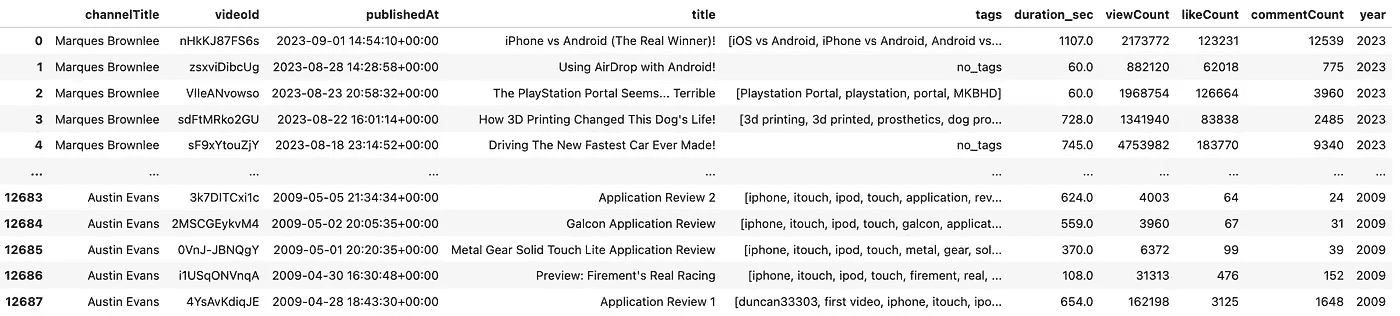 channelTitle videoId publishedAt title tags duration_sec viewCount likeCount commentCount year
0 Marques Brownlee nHkKJ87FS6s 2023-09-01 14:54:10+00:00 iPhone vs Android (The Real Winner)! [iOS vs Android, iPhone vs Android, Android vs... 1107.0 2173772 123231 12539 2023
1 Marques Brownlee zsxviDibcUg 2023-08-28 14:28:58+00:00 Using AirDrop with Android! no_tags 60.0 882120 62018 775 2023
2 Marques Brownlee VlleANvowso 2023-08-23 20:58:32+00:00 The PlayStation Portal Seems... Terrible [Playstation Portal, playstation, portal, MKBHD] 60.0 1968754 126664 3960 2023
3 Marques Brownlee sdFtMRko2GU 2023-08-22 16:01:14+00:00 How 3D Printing Changed This Dog's Life! [3d printing, 3d printed, prosthetics, dog pro... 728.0 1341940 83838 2485 2023
4 Marques Brownlee sF9xYtouZjY 2023-08-18 23:14:52+00:00 Driving The New Fastest Car Ever Made! no_tags 745.0 4753982 183770 9340 2023
... ... ... ... ... ... ... ... ... ... ...
12683 Austin Evans 3k7DlTCxi1c 2009-05-05 21:34:34+00:00 Application Review 2 [iphone, itouch, ipod, touch, application, rev... 624.0 4003 64 24 2009
12684 Austin Evans 2MSCGEykvM4 2009-05-02 20:05:35+00:00 Galcon Application Review [iphone, itouch, ipod, touch, galcon, applicat... 559.0 3960 67 31 2009
12685 Austin Evans 0VnJ-JBNQgY 2009-05-01 20:20:35+00:00 Metal Gear Solid Touch Lite Application Review [iphone, itouch, ipod, touch, metal, gear, sol... 370.0 6372 99 39 2009
12686 Austin Evans i1USqONVnqA 2009-04-30 16:30:48+00:00 Preview: Firement's Real Racing [iphone, itouch, ipod, touch, firement, real, ... 108.0 31313 476 152 2009
12687 Austin Evans 4YsAvKdiqJE 2009-04-28 18:43:30+00:00 Application Review 1 [duncan33303, first video, iphone, itouch, ipo... 654.0 162198 3125 1648 2009